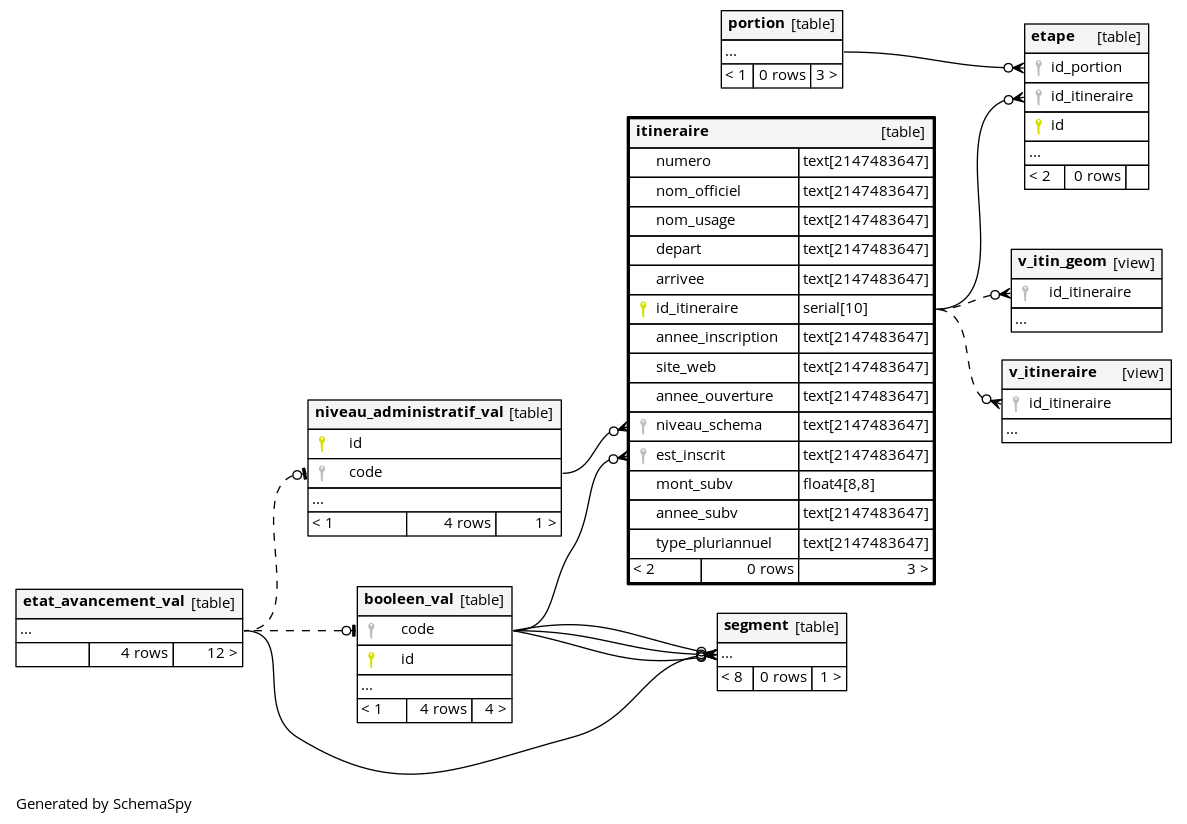 portion [table]
...
< 1 0 rows 3 >
etape [table]
id_portion
id_itineraire
id
...
< 2 0 rows
itineraire [table]
numero text[2147483647]
nom_officiel text[2147483647]
nom_usage text[2147483647]
depart text[2147483647]
arrivee text[2147483647]
id_itineraire serial[10]
annee_inscription text[2147483647]
site_web text[2147483647]
annee_ouverture text[2147483647]
niveau_schema text[2147483647]
est_inscrit text[2147483647]
mont_subv float4[8,8]
annee_subv text[2147483647]
type_pluriannuel text[2147483647]
< 2 0 rows 3 >
v_itin_geom [view]
id_itineraire
...
v_itineraire [view]
id_itineraire
...
niveau_administratif_val [table]
id
code
...
< 1 4 rows 1 >
etat_avancement_val [table]
...
4 rows 12 >
booleen_val [table]
code
id
...
< 1 4 rows 4 >
segment [table]
...
< 8 0 rows 1 >
Generated by SchemaSpy